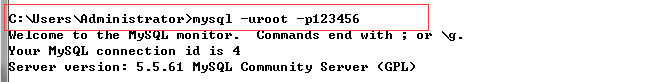 C:\Users\Administrator>mysql -uroot -p123456
Welcome to the MySQL monitor.  Commands end with ; or \g.
Your MySQL connection id is 4
Server version: 5.5.61 MySQL Community Server (GPL)